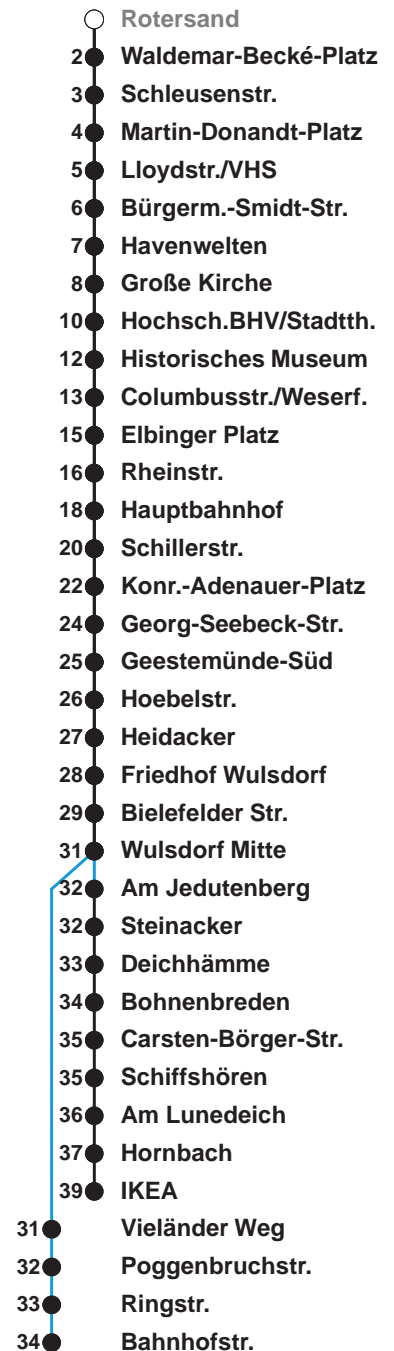 Rotersand
2 Waldemar-Becké-Platz
3 Schleusenstr.
4 Martin-Donandt-Platz
5 Lloydstr./VHS
6 Bürgerm.-Smidt-Str.
7 Havenwelten
8 Große Kirche
10 Hochsch.BHV/Stadtth.
12 Historisches Museum
13 Columbusstr./Weserf.
15 Elbinger Platz
16 Rheinstr.
18 Hauptbahnhof
20 Schillerstr.
22 Konr.-Adenauer-Platz
24 Georg-Seebeck-Str.
25 Geestemünde-Süd
26 Hoebelstr.
27 Heidacker
28 Friedhof Wulsdorf
29 Bielefelder Str.
31 Wulsdorf Mitte
32 Am Jedutenberg
32 Steinacker
33 Deichhämme
34 Bohnenbreden
35 Carsten-Börger-Str.
35 Schiffshören
36 Am Lunedeich
37 Hornbach
39 IKEA
31 Vieländer Weg
32 Poggenbruchstr.
33 Ringstr.
34 Bahnhofstr.